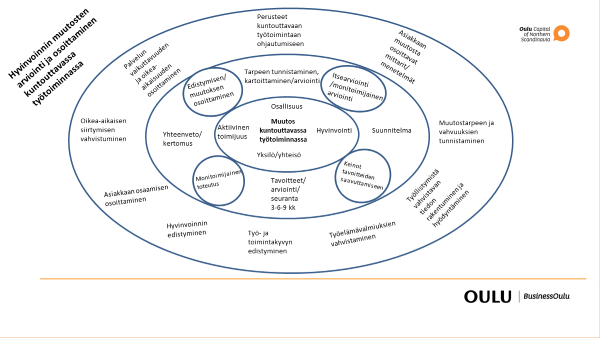 Hyvinvoinnin muutosten
arviointi ja osoittaminen
kuntouttavassa
työtoiminnassa
Perusteet
kuntouttavaan
työtoimintaan
ohjautumiseen
Oulu Capital
of Northern
Scandinavia
Palvelun
vaikuttavuuden
ja oikea-
aikaisuuden
osoittaminen
Asiakkaan
muutosta
osoittavat
mittarit/
menetelmät
Edistymisen/
muutoksen
osoittaminen
Tarpeen tunnistaminen,
kartoittaminen/arviointi
Itsearviointi
/monitoimijainen
arviointi
Oikea-aikaisen
siirtymisen
vahvistuminen
Yhteenveto/
kertomus
Aktiivinen
toimijuus
Osallisuus
Muutos
kuntouttavassa
työtoiminnassa
Hyvinvointi
Yksilö/yhteisö
Suunnitelma
Muutostarpeen ja
vahvuuksien
tunnistaminen
Monitoimijainen
toteutus
Tavoitteet/
arviointi/
seuranta
3-6-9 kk
Keinot
tavoitteiden
saavuttamiseen
Asiakkaan osaamisen
osoittaminen
Työllistymistä
vahvistavan
tiedon
rakentuminen ja
hyödyntäminen
Hyvinvoinnin
edistyminen
Työ- ja
toimintakyvyn
edistyminen
Työelämävalmiuksien
vahvistaminen
OULU | BusinessOulu